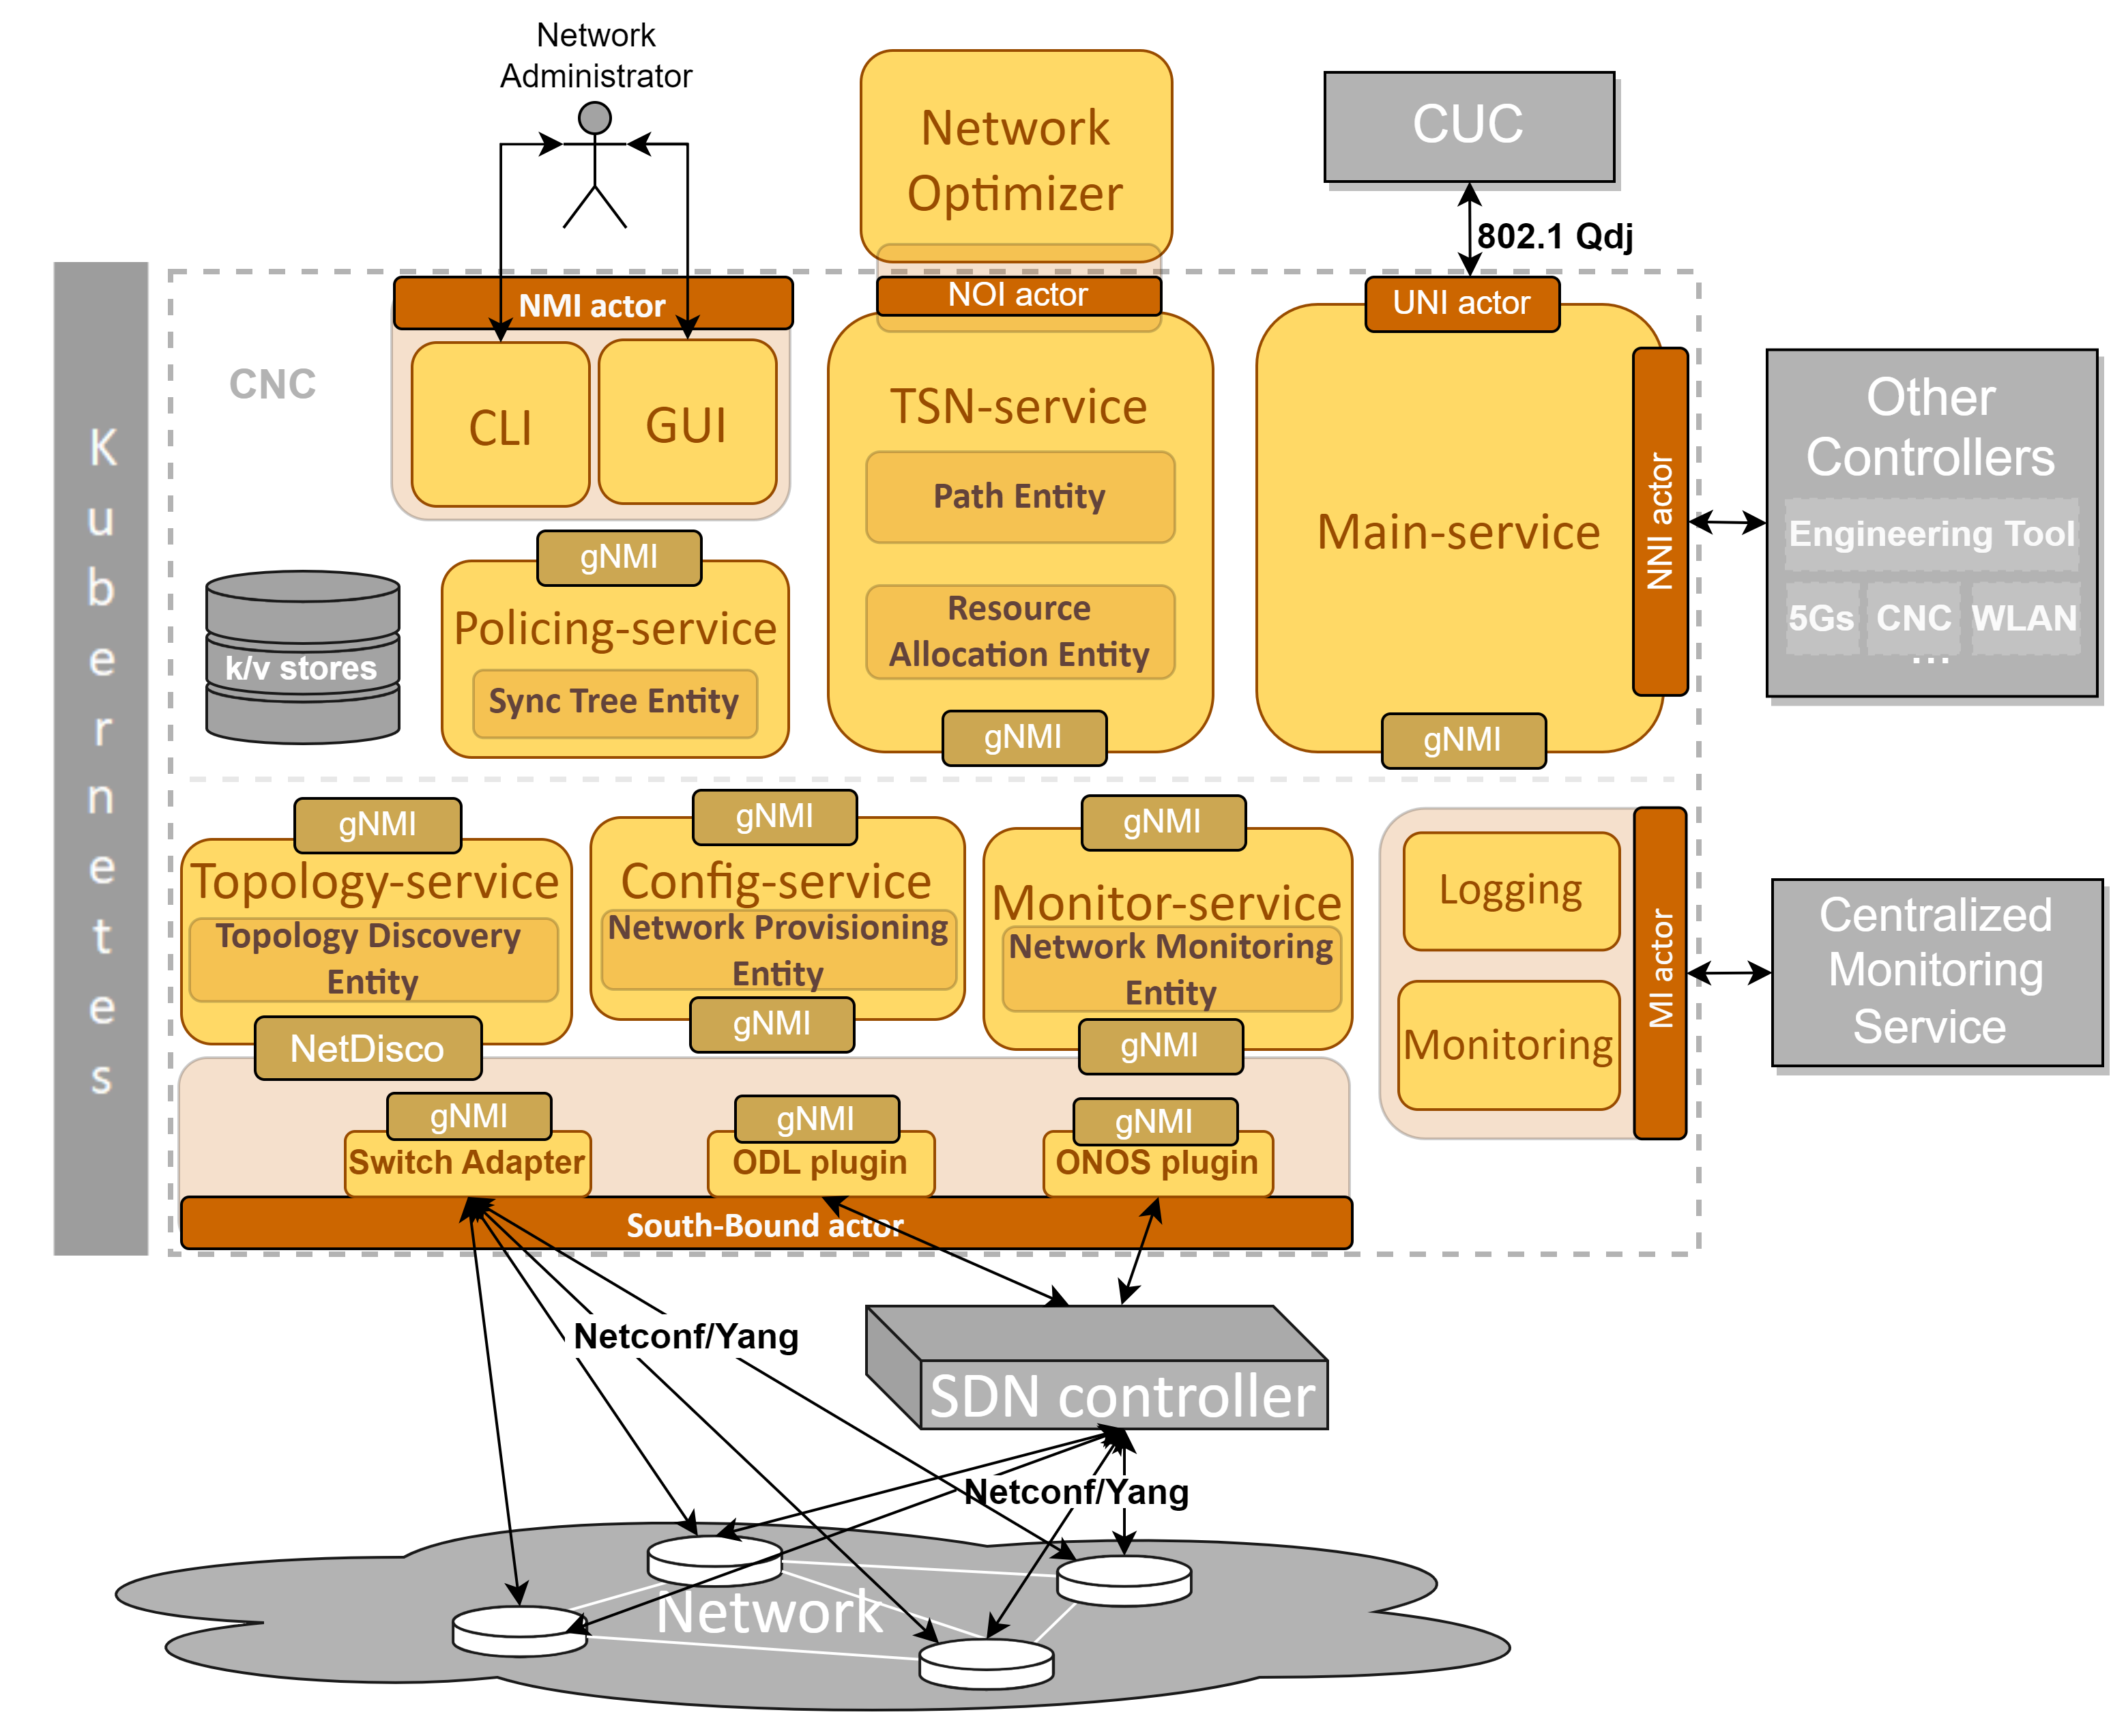 Network
Administrator
Network
Optimizer
CUC
802.1 Qdj
NMI actor
NOI actor
UNI actor
CNC
CLI
GUI
TSN-service
Path Entity
Resource
Allocation Entity
gNMI
Main-service
NNI actor
gNMI
Other
Controllers
Engineering Tool
5Gs
CNC
WLAN
...
Kubernetes
k/v stores
gNMI
Policing-service
Sync Tree Entity
gNMI
Topology-service
Topology Discovery
Entity
NetDisco
gNMI
Config-service
Network Provisioning
Entity
gNMI
gNMI
Monitor-service
Network Monitoring
Entity
gNMI
Logging
Monitoring
MI actor
Centralized
Monitoring
Service
gNMI
Switch Adapter
gNMI
ODL plugin
gNMI
ONOS plugin
South-Bound actor
Netconf/Yang
SDN controller
Netconf/Yang
Network